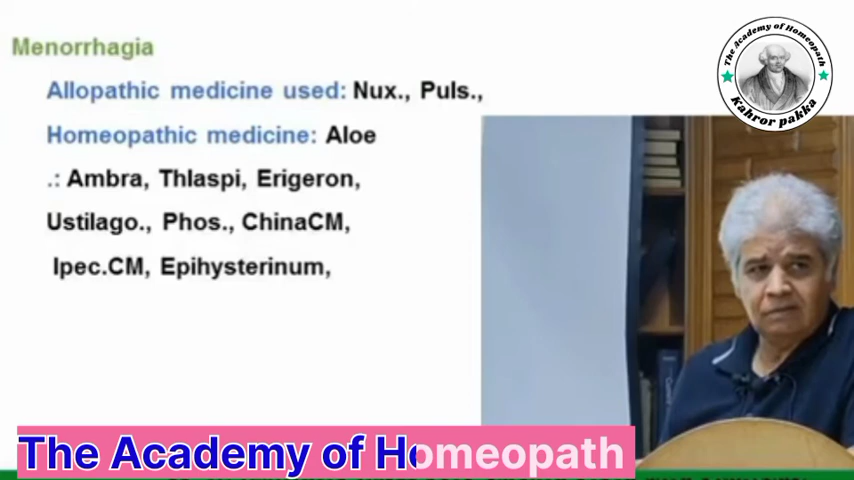 Menorrhagia
Allopathic medicine used: Nux., Puls.,
Homeopathic medicine: Aloe
.: Ambra, Thlaspi, Erigeron,
Ustilago., Phos., ChinaCM,
Ipec.CM, Epihysterinum,
The Academy of Homeopath
Kahror pakka
The Academy of Homeopath